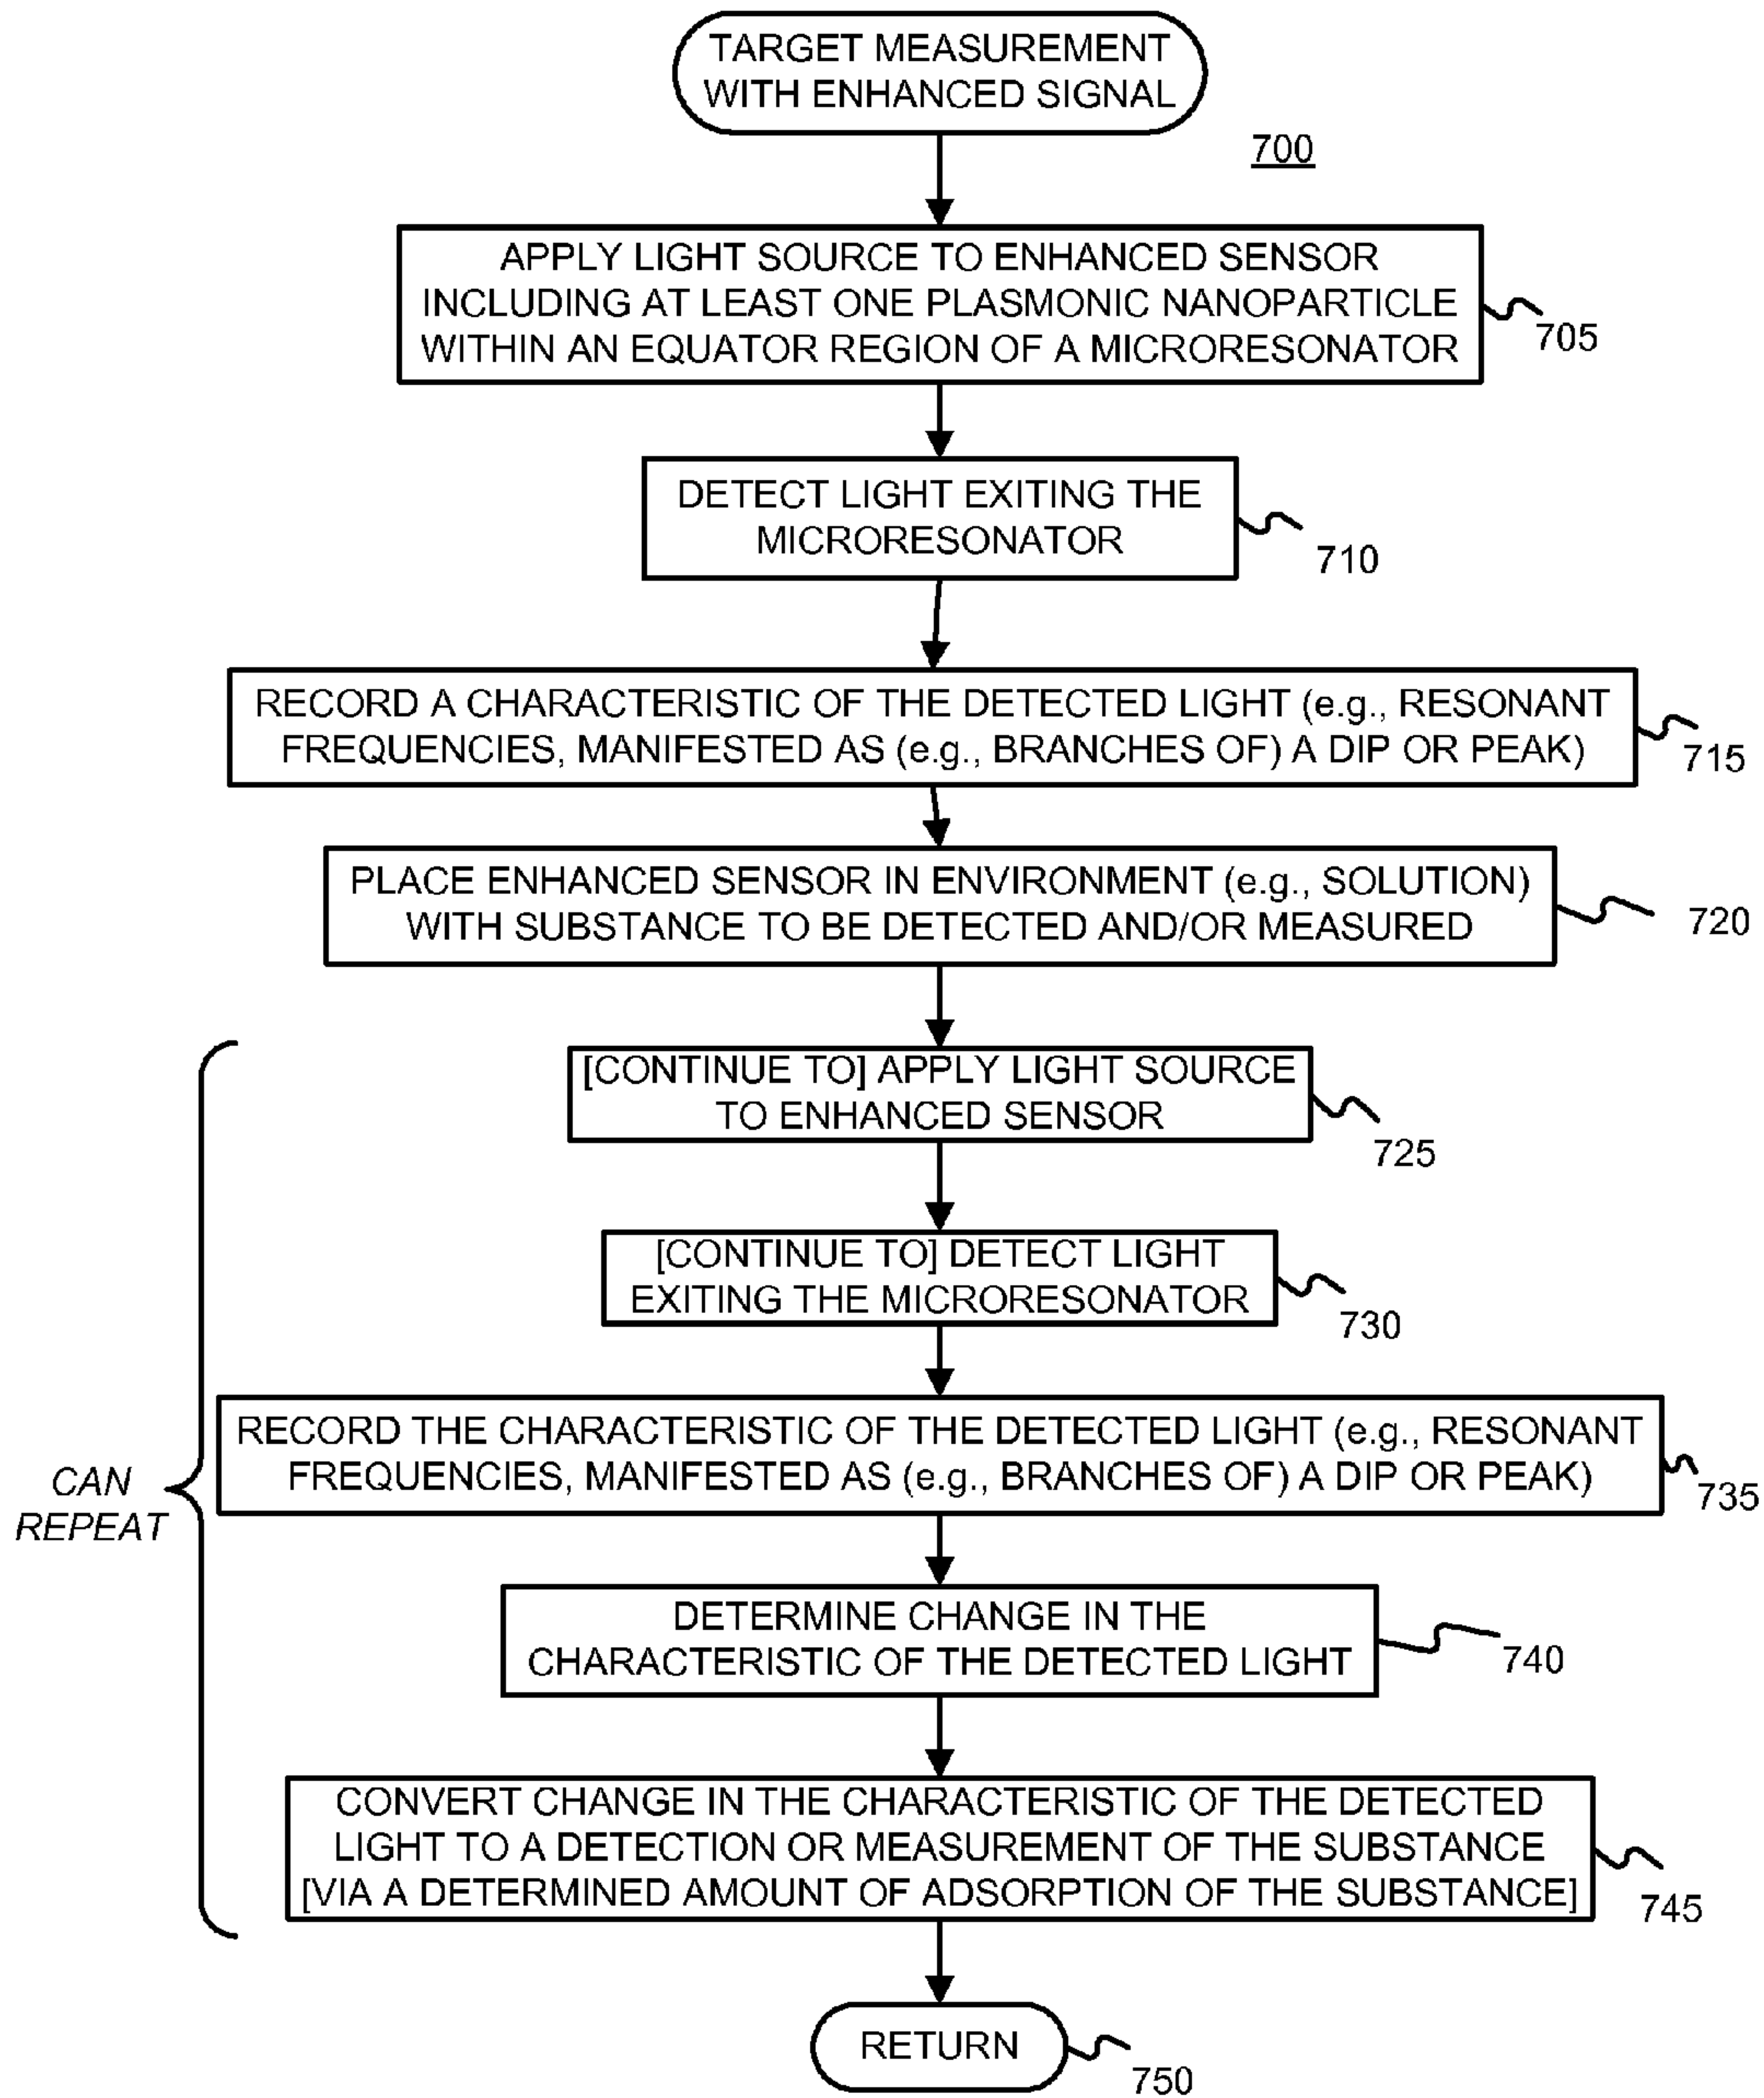 TARGET MEASUREMENT
WITH ENHANCED SIGNAL
700
APPLY LIGHT SOURCE TO ENHANCED SENSOR
INCLUDING AT LEAST ONE PLASMONIC NANOPARTICLE
WITHIN AN EQUATOR REGION OF A MICRORESONATOR
705
DETECT LIGHT EXITING THE
MICRORESONATOR
710
RECORD A CHARACTERISTIC OF THE DETECTED LIGHT (e.g., RESONANT
FREQUENCIES, MANIFESTED AS (e.g., BRANCHES OF) A DIP OR PEAK)
715
PLACE ENHANCED SENSOR IN ENVIRONMENT (e.g., SOLUTION)
WITH SUBSTANCE TO BE DETECTED AND/OR MEASURED
720
[CONTINUE TO] APPLY LIGHT SOURCE
TO ENHANCED SENSOR
725
[CONTINUE TO] DETECT LIGHT
EXITING THE MICRORESONATOR
730
RECORD THE CHARACTERISTIC OF THE DETECTED LIGHT (e.g., RESONANT
FREQUENCIES, MANIFESTED AS (e.g., BRANCHES OF) A DIP OR PEAK)
735
CAN
REPEAT
DETERMINE CHANGE IN THE
CHARACTERISTIC OF THE DETECTED LIGHT
740
CONVERT CHANGE IN THE CHARACTERISTIC OF THE DETECTED
LIGHT TO A DETECTION OR MEASUREMENT OF THE SUBSTANCE
[VIA A DETERMINED AMOUNT OF ADSORPTION OF THE SUBSTANCE]
745
RETURN
750